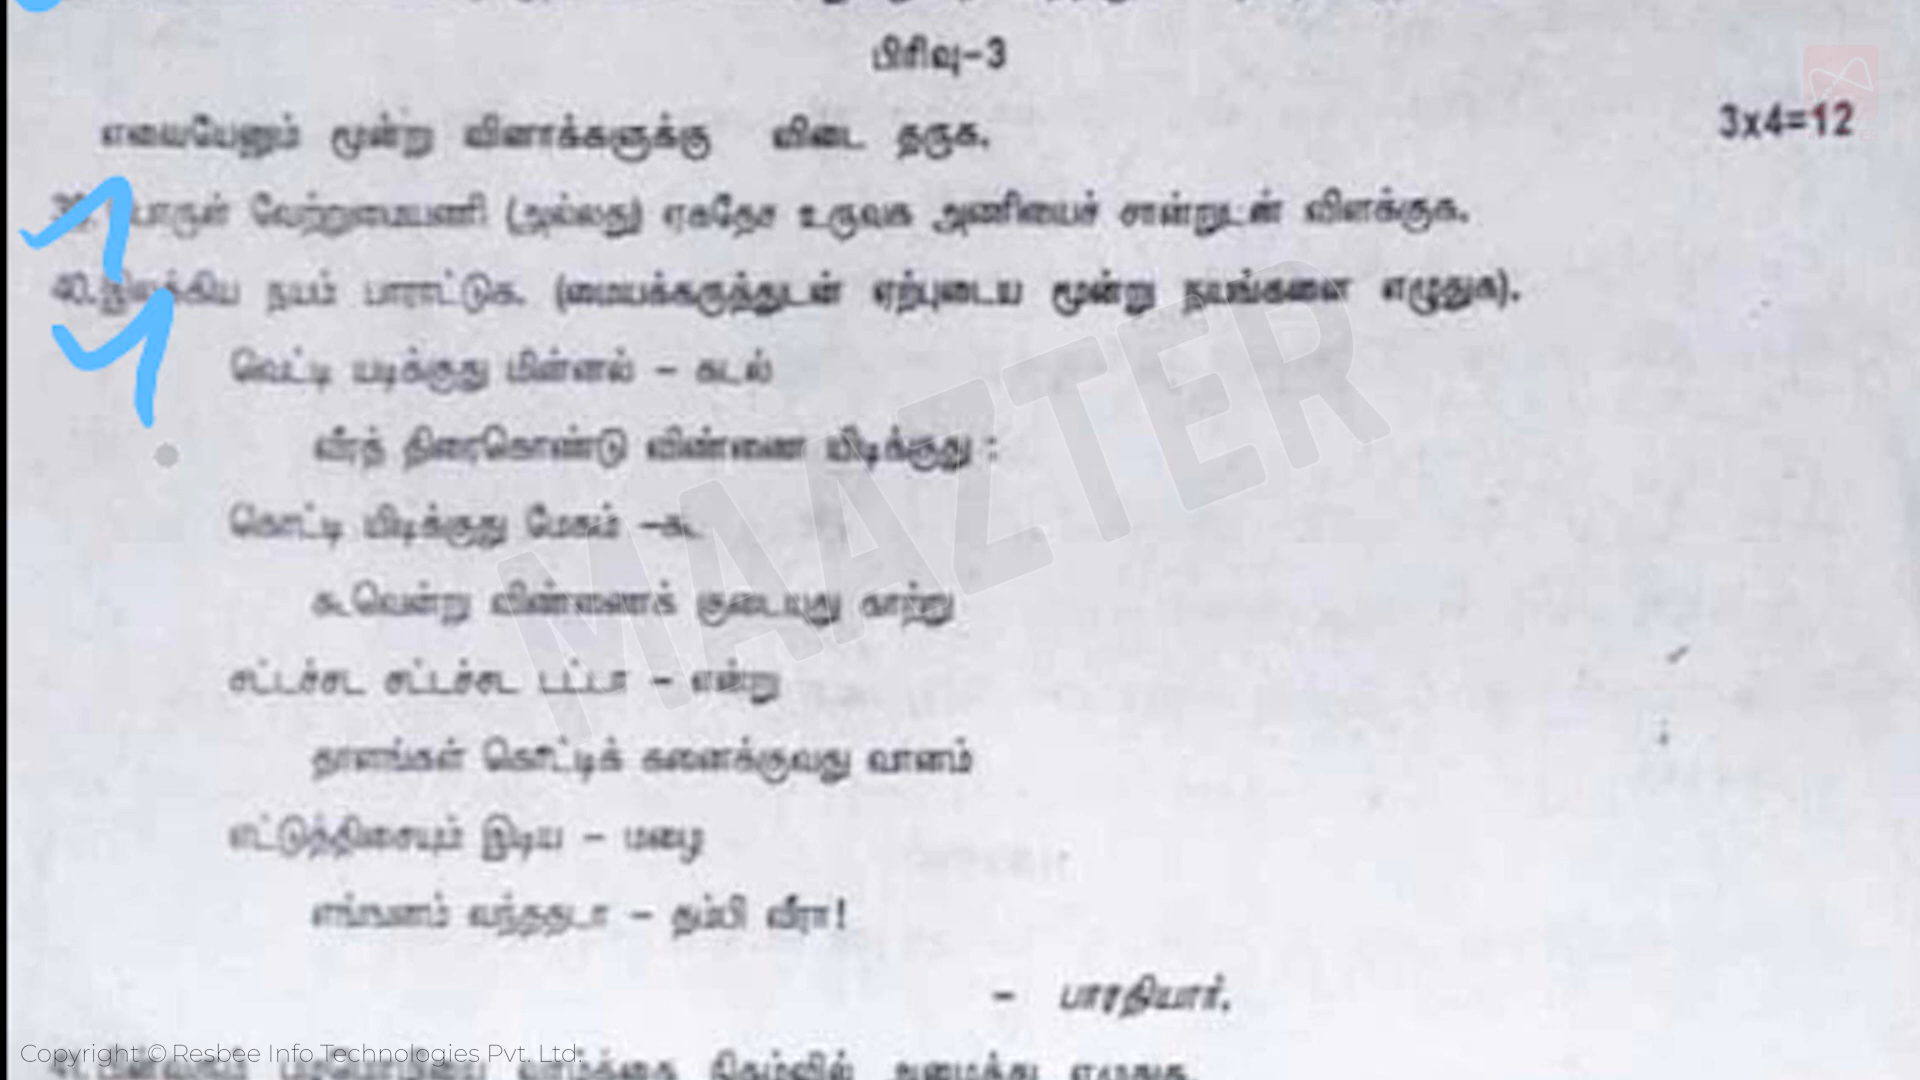 பிரிவு-3
எவையேனும் மூன்று வினாக்களுக்கு விடை தருக. 3x4=12
வேற்றுமையணி (அல்லது) ஏகதேச உருவக அணியைச் சான்றுடன் விளக்குக.
40.இலக்கிய நயம் பாராட்டுக. (மையக்கருத்துடன் ஏற்புடைய மூன்று நயங்களை எழுதுக).
வெட்டி யடிக்குது மின்னல் – கடல்
வீரத் திரைகொண்டு விண்ணை யிடிக்குது :
கொட்டி யிடிக்குது மேகம் –கூ
கூவென்று விண்ணைக் குடையுது காற்று
சட்டச்சட சட்டச்சட டட்டா – என்று
தாளங்கள் கொட்டிக் கனைக்குவது வானம்
எட்டுத்திசையும் இடிய – மழை
எங்ஙனம் வந்ததடா – தம்பி வீரா!
– பாரதியார்.
MAAZTER
Copyright © Resbee Info Technologies Pvt. Ltd.